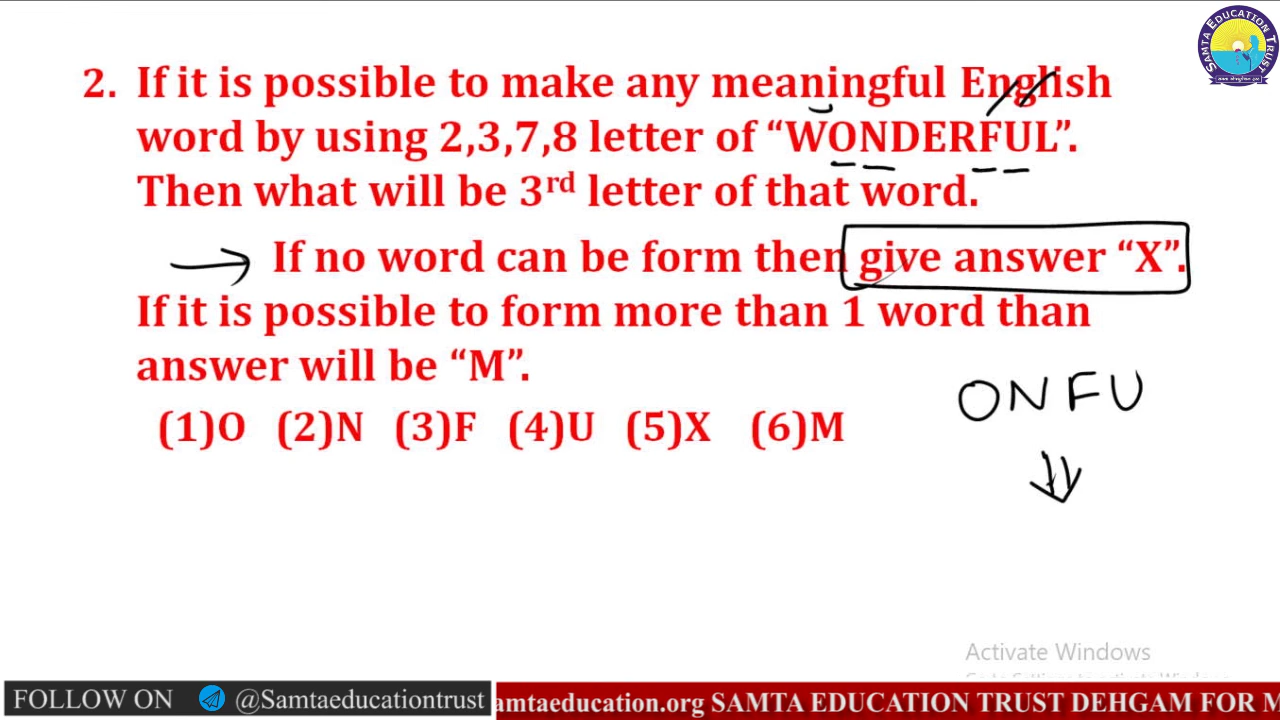 SAMTA EDUCATION TRUST
2. If it is possible to make any meaningful English
word by using 2,3,7,8 letter of “WONDERFUL”.
Then what will be 3rd letter of that word.
If no word can be form then give answer “X”.
If it is possible to form more than 1 word than
answer will be “M”.
(1)O (2)N (3)F (4)U (5)X (6)M
ONFU
Activate Windows
FOLLOW ON @Samtaeducationtrust
amtaeducation.org SAMTA EDUCATION TRUST DEHGAM FOR M